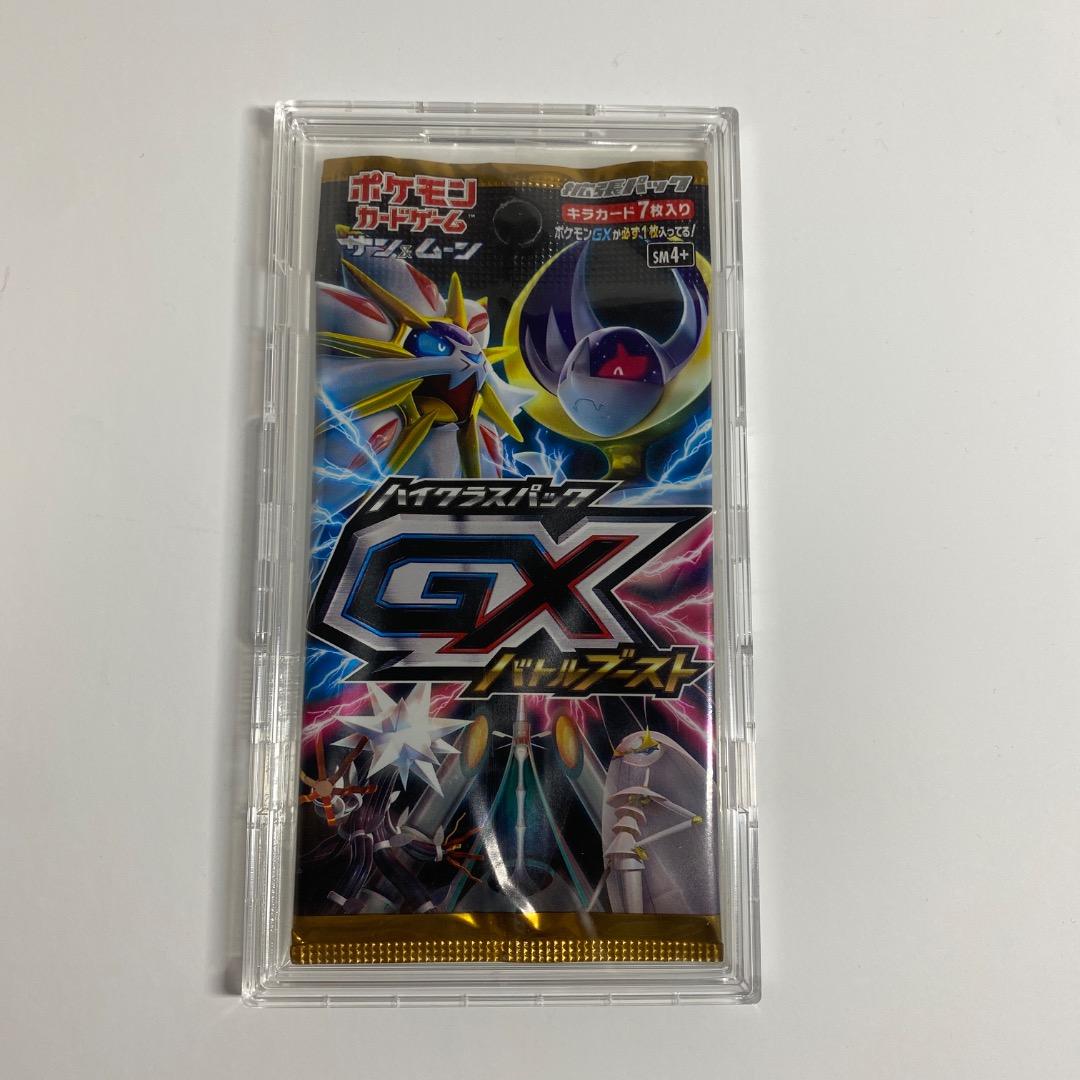 ポケモン
カードゲーム™
サン&ムーン
拡張パック
キラカード7枚入り
ポケモンGXが必ず1枚入ってる!
SM4+
ハイクラスパック
GX
バトルブースト